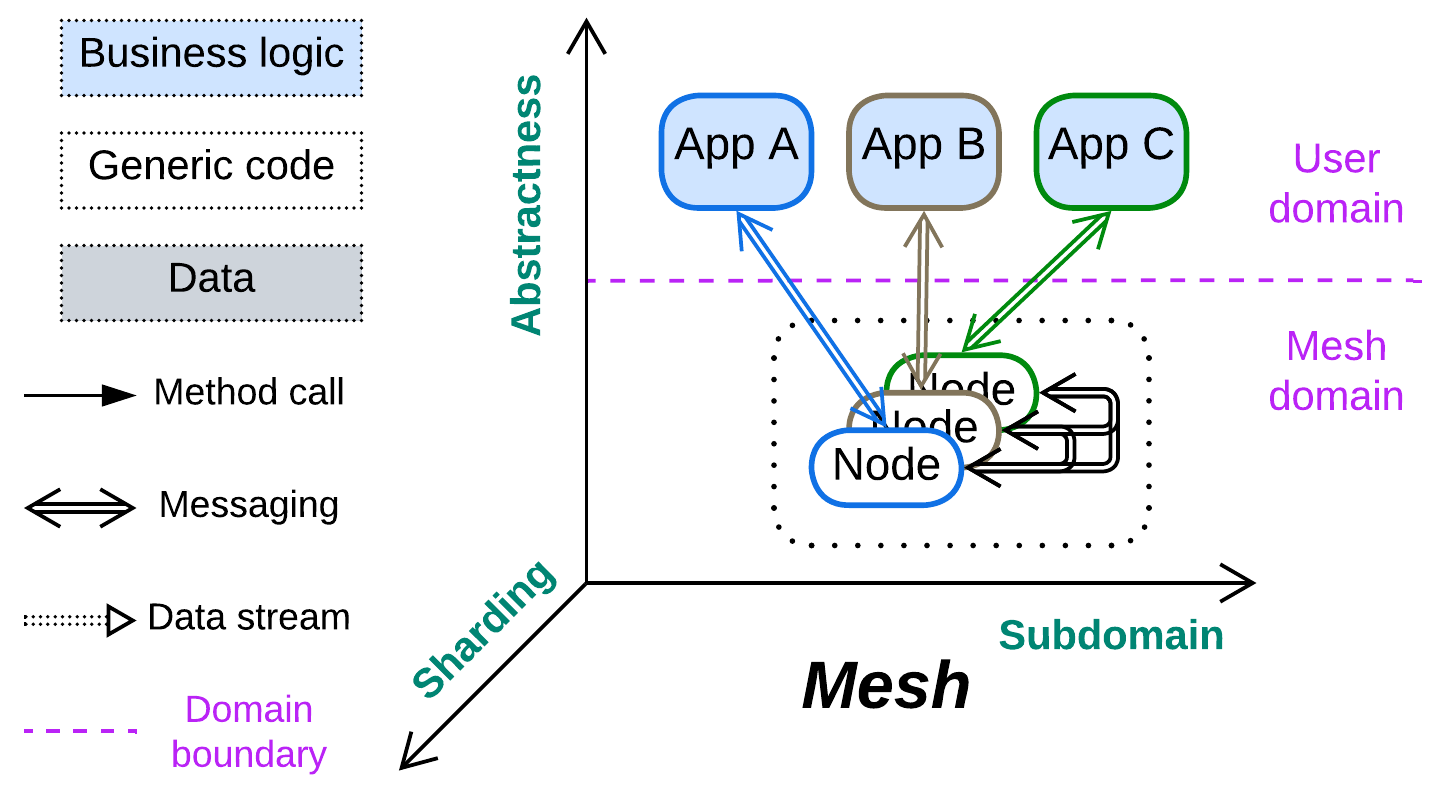 Business logic
Generic code
Data
Method call
Messaging
Data stream
Domain
boundary
Abstractness
Sharding
Subdomain
App A
App B
App C
User
domain
Mesh
domain
Node
Node
Node
Mesh